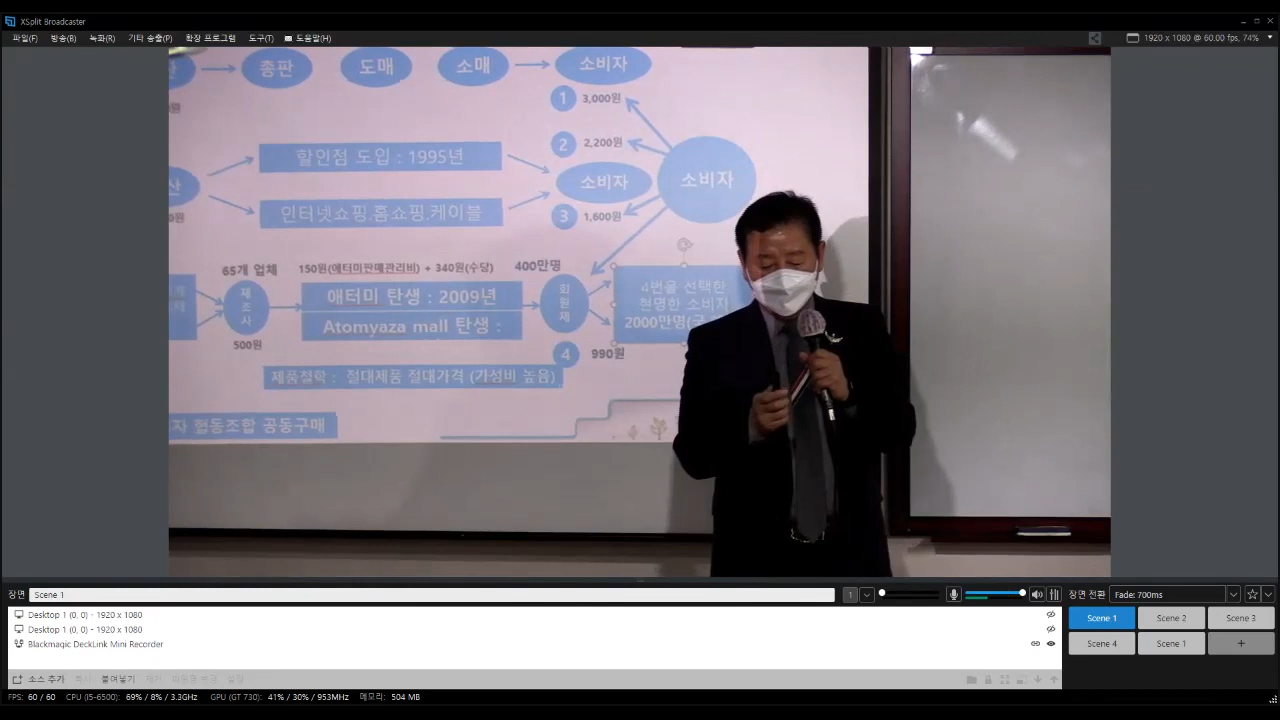 XSplit Broadcaster
파일(F) 방송(B) 녹화(R) 기타 송출(P) 확장 프로그램 도구(T) 도움말(H)
1920 x 1080 @ 60.00 fps, 74%
총판 도매 소매 소비자
1 3,000원
2 2,200원
할인점 도입 : 1995년
소비자 소비자
인터넷쇼핑.홈쇼핑.케이블
3 1,600원
65개 업체 150원(애터미판매관리비) + 340원(수당) 400만명
제조사
애터미 탄생 : 2009년
Atomyaza mall 탄생 :
회원제
4번을 선택한
현명한 소비자
2000만명(국
500원
4 990원
제품철학 : 절대제품 절대가격 (가성비 높음)
자 협동조합 공동구매
장면 Scene 1 1 장면 전환 Fade: 700ms
Desktop 1 (0, 0) - 1920 x 1080
Desktop 1 (0, 0) - 1920 x 1080
Blackmagic DeckLink Mini Recorder
Scene 1 Scene 2 Scene 3
Scene 4 Scene 1 +
소스 추가 복사 붙여넣기 제거 설정
FPS: 60 / 60 CPU (I5-6500): 69% / 8% / 3.3GHz GPU (GT 730): 41% / 30% / 953MHz 메모리: 504 MB